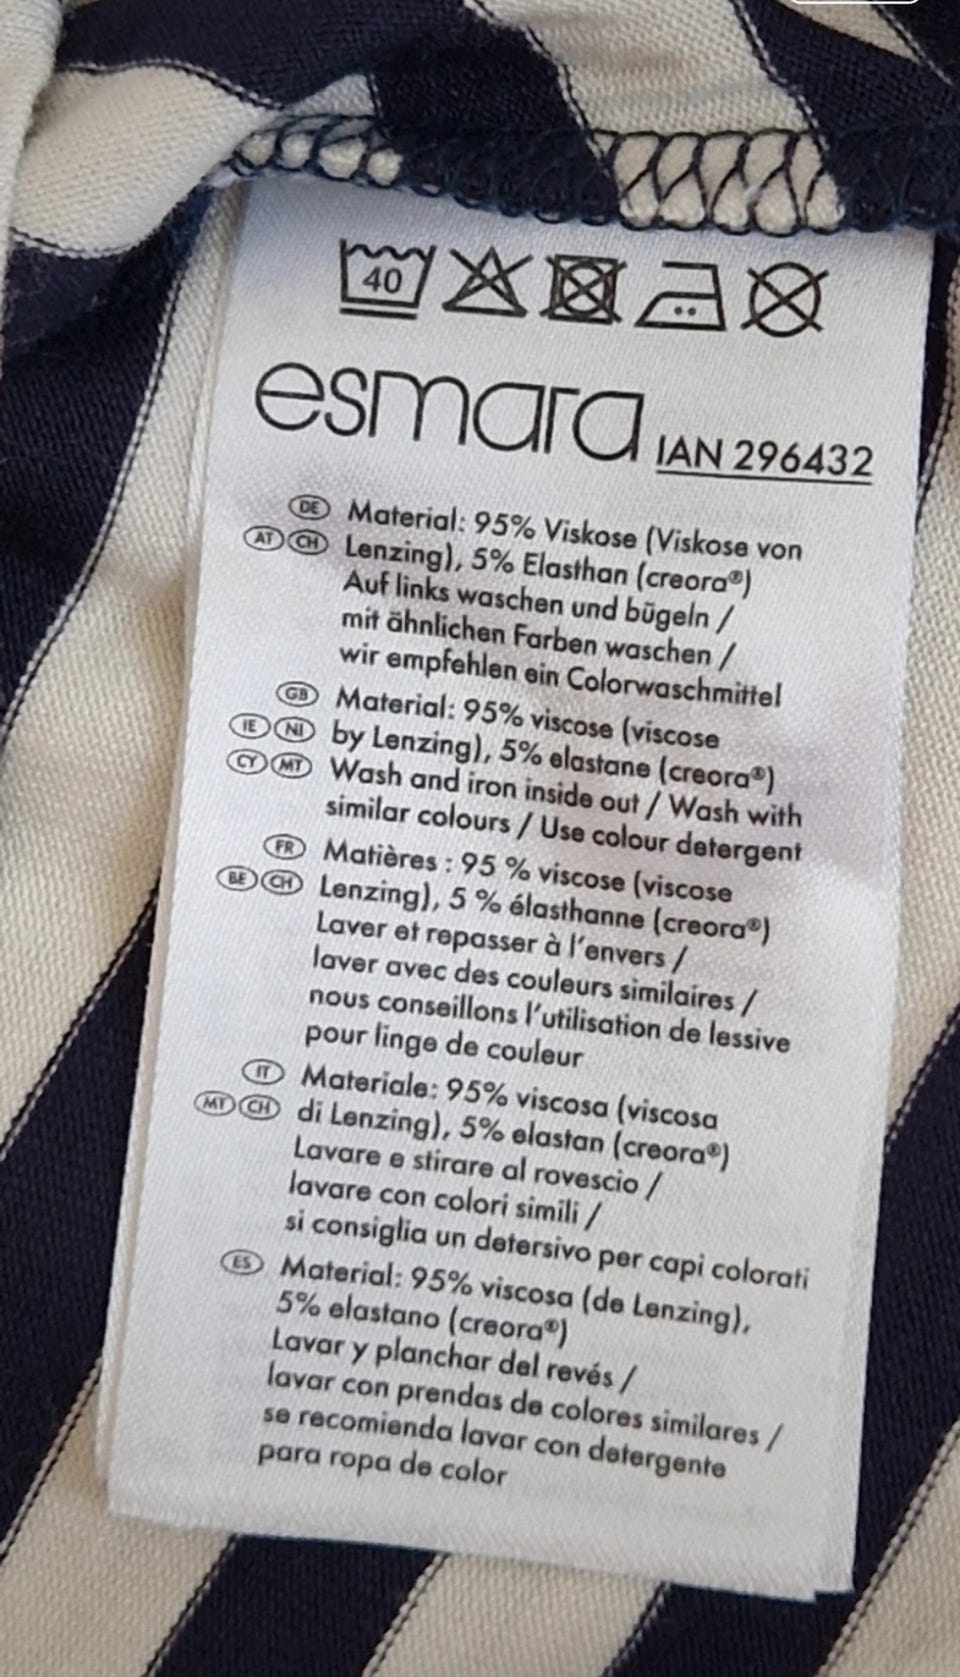 40
esmara IAN 296432
DE Material: 95% Viskose (Viskose von
AT CH Lenzing), 5% Elasthan (creora®)
Auf links waschen und bügeln /
mit ähnlichen Farben waschen /
wir empfehlen ein Colorwaschmittel
GB Material: 95% viscose (viscose
IE NI by Lenzing), 5% elastane (creora®)
CY MT Wash and iron inside out / Wash with
similar colours / Use colour detergent
FR Matières : 95 % viscose (viscose
BE CH Lenzing), 5 % élasthanne (creora®)
Laver et repasser à l'envers /
laver avec des couleurs similaires /
nous conseillons l'utilisation de lessive
pour linge de couleur
IT Materiale: 95% viscosa (viscosa
MT CH di Lenzing), 5% elastan (creora®)
Lavare e stirare al rovescio /
lavare con colori simili /
si consiglia un detersivo per capi colorati
ES Material: 95% viscosa (de Lenzing),
5% elastano (creora®)
Lavar y planchar del revés /
lavar con prendas de colores similares /
se recomienda lavar con detergente
para ropa de color